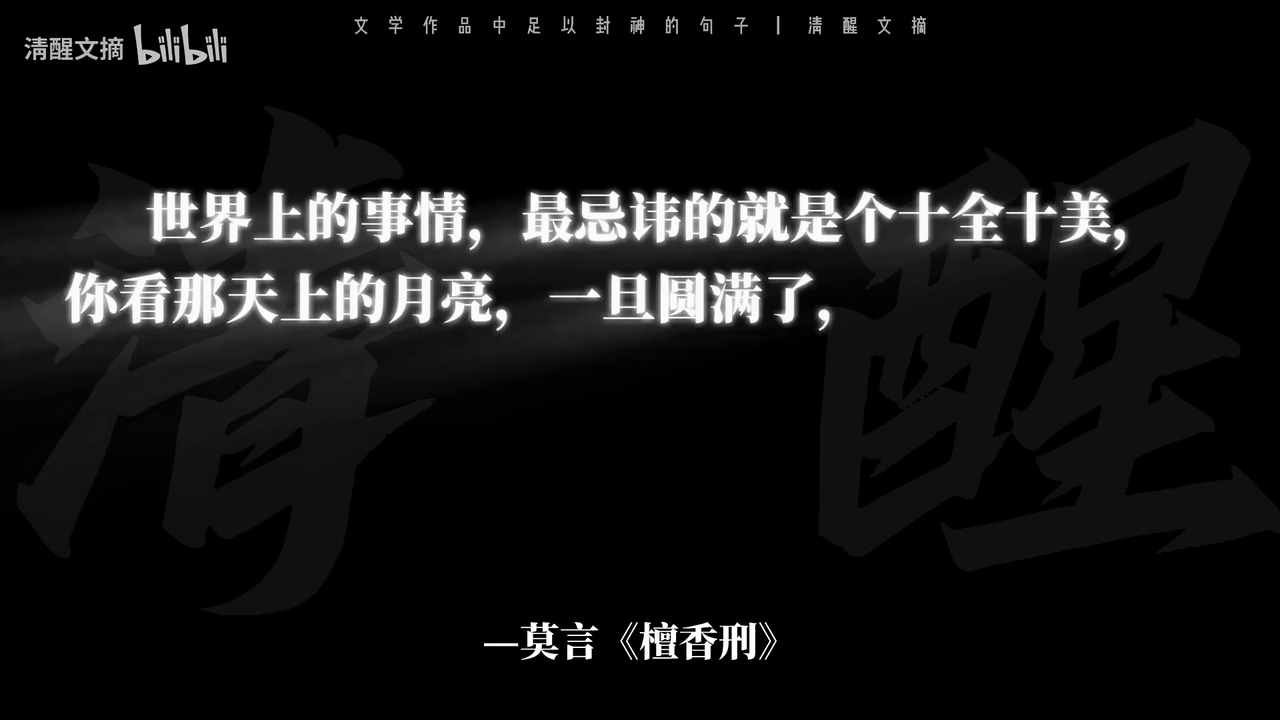 文学作品中足以封神的句子 | 清醒文摘
清醒文摘 bilibili
清醒
世界上的事情，最忌讳的就是个十全十美，
你看那天上的月亮，一旦圆满了，
—莫言《檀香刑》